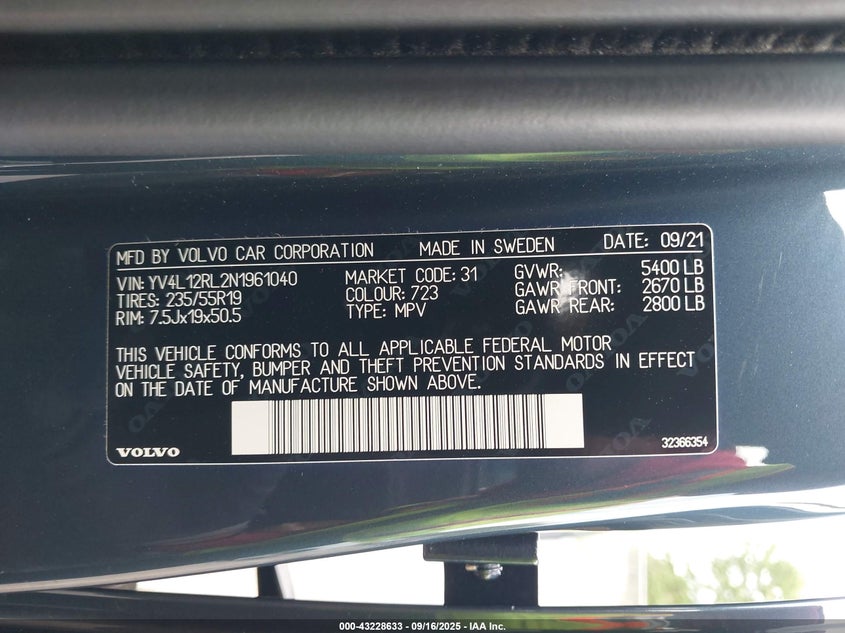 MFD BY VOLVO CAR CORPORATION MADE IN SWEDEN DATE: 09/21
VIN: YV4L12RL2N1961040 MARKET CODE: 31 GVWR: 5400 LB
TIRES: 235/55R19 COLOUR: 723 GAWR FRONT: 2670 LB
RIM: 7.5Jx19x50.5 TYPE: MPV GAWR REAR: 2800 LB
THIS VEHICLE CONFORMS TO ALL APPLICABLE FEDERAL MOTOR
VEHICLE SAFETY, BUMPER AND THEFT PREVENTION STANDARDS IN EFFECT
ON THE DATE OF MANUFACTURE SHOWN ABOVE.
VOLVO 32366354
000-43228633 - 09/16/2025 - IAA Inc.